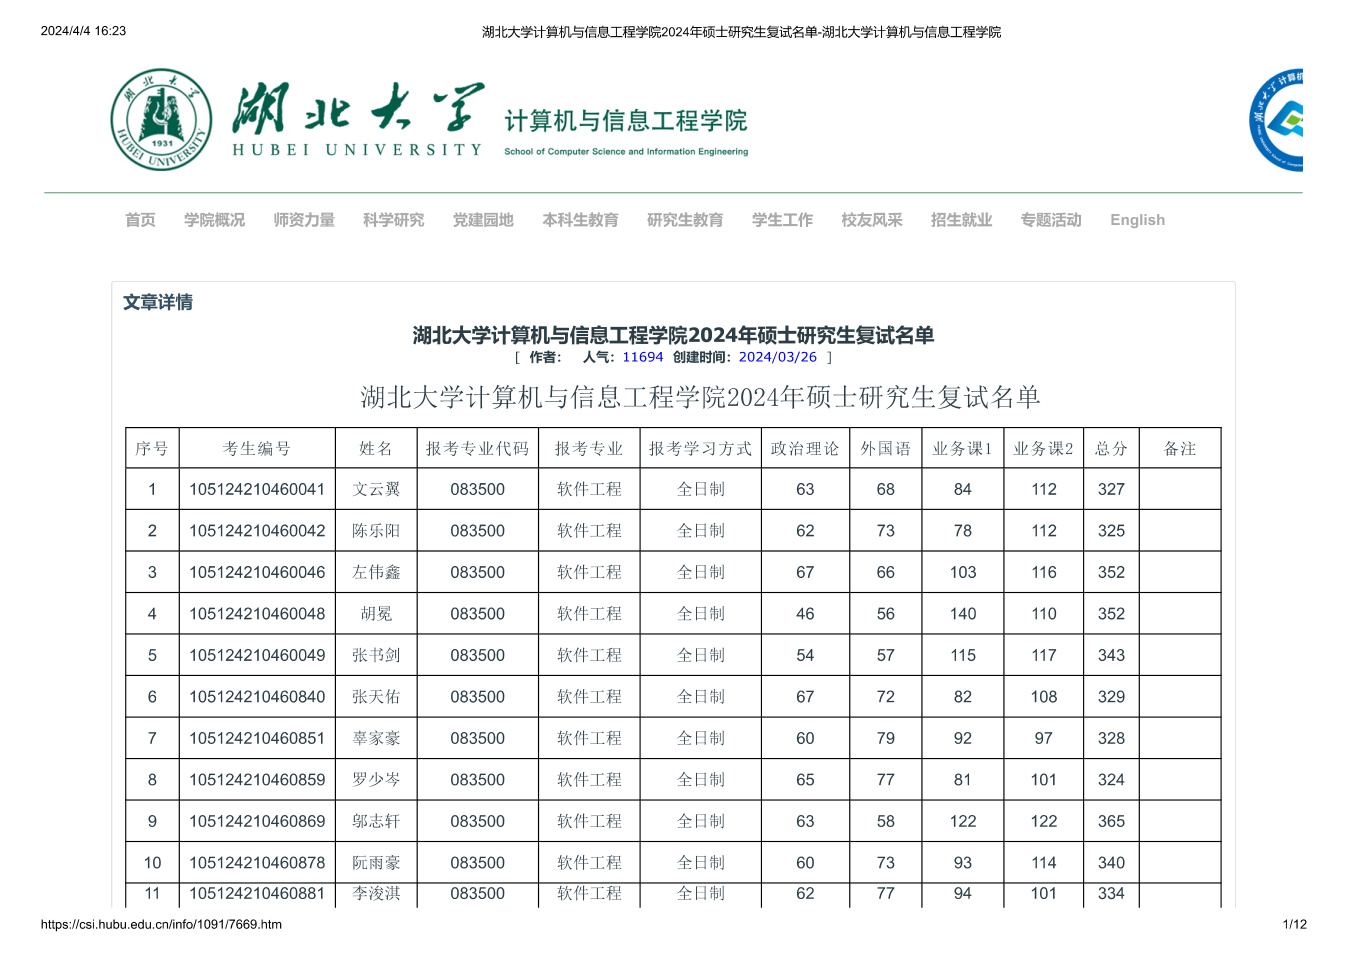 2024/4/4 16:23 湖北大学计算机与信息工程学院2024年硕士研究生复试名单-湖北大学计算机与信息工程学院
湖北大学 计算机与信息工程学院
HUBEI UNIVERSITY School of Computer Science and Information Engineering
1931
HUBEI UNIVERSITY
首页 学院概况 师资力量 科学研究 党建园地 本科生教育 研究生教育 学生工作 校友风采 招生就业 专题活动 English
文章详情
湖北大学计算机与信息工程学院2024年硕士研究生复试名单
[ 作者： 人气：11694 创建时间：2024/03/26 ]
湖北大学计算机与信息工程学院2024年硕士研究生复试名单
序号 考生编号 姓名 报考专业代码 报考专业 报考学习方式 政治理论 外国语 业务课1 业务课2 总分 备注
1 105124210460041 文云翼 083500 软件工程 全日制 63 68 84 112 327
2 105124210460042 陈乐阳 083500 软件工程 全日制 62 73 78 112 325
3 105124210460046 左伟鑫 083500 软件工程 全日制 67 66 103 116 352
4 105124210460048 胡冕 083500 软件工程 全日制 46 56 140 110 352
5 105124210460049 张书剑 083500 软件工程 全日制 54 57 115 117 343
6 105124210460840 张天佑 083500 软件工程 全日制 67 72 82 108 329
7 105124210460851 辜家豪 083500 软件工程 全日制 60 79 92 97 328
8 105124210460859 罗少岑 083500 软件工程 全日制 65 77 81 101 324
9 105124210460869 邬志轩 083500 软件工程 全日制 63 58 122 122 365
10 105124210460878 阮雨豪 083500 软件工程 全日制 60 73 93 114 340
11 105124210460881 李浚淇 083500 软件工程 全日制 62 77 94 101 334
https://csi.hubu.edu.cn/info/1091/7669.htm 1/12